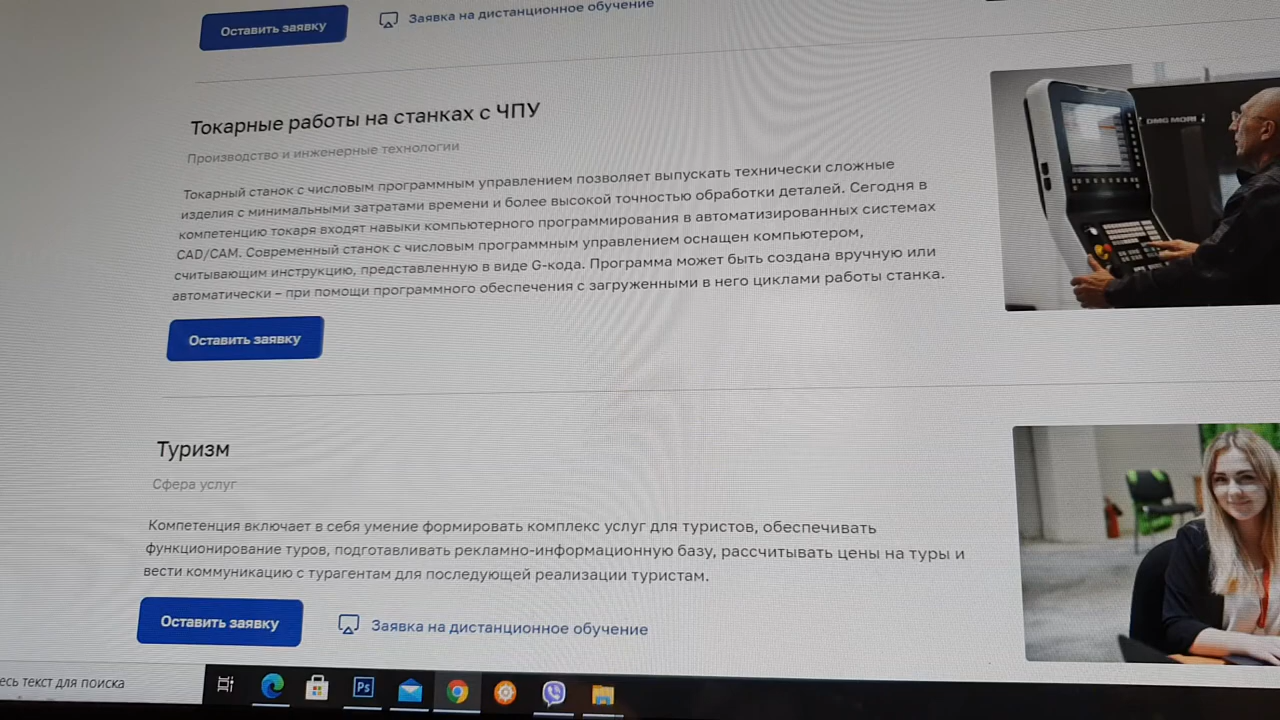 Оставить заявку
Заявка на дистанционное обучение
Токарные работы на станках с ЧПУ
Производство и инженерные технологии
Токарный станок с числовым программным управлением позволяет выпускать технически сложные
изделия с минимальными затратами времени и более высокой точностью обработки деталей. Сегодня в
компетенцию токаря входят навыки компьютерного программирования в автоматизированных системах
CAD/CAM. Современный станок с числовым программным управлением оснащен компьютером,
считывающим инструкцию, представленную в виде G-кода. Программа может быть создана вручную или
автоматически – при помощи программного обеспечения с загруженными в него циклами работы станка.
DMG MORI
Оставить заявку
Туризм
Сфера услуг
Компетенция включает в себя умение формировать комплекс услуг для туристов, обеспечивать
функционирование туров, подготавливать рекламно-информационную базу, рассчитывать цены на туры и
вести коммуникацию с турагентам для последующей реализации туристам.
Оставить заявку
Заявка на дистанционное обучение
есь текст для поиска
Ps